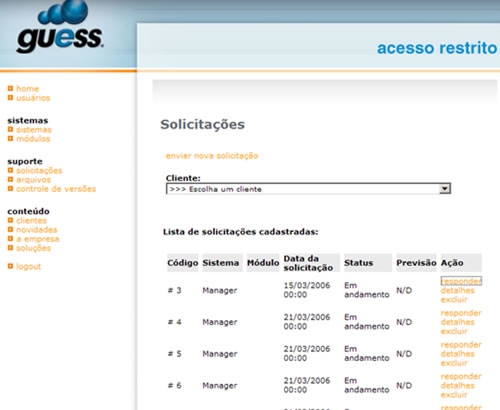 guess.
acesso restrito
home
usuários
sistemas
sistemas
módulos
suporte
solicitações
arquivos
controle de versões
conteúdo
clientes
novidades
a empresa
soluções
logout
Solicitações
enviar nova solicitação
Cliente:
>>> Escolha um cliente
Lista de solicitações cadastradas:
Código Sistema Módulo Data da solicitação Status Previsão Ação
# 3 Manager 15/03/2006 00:00 Em andamento N/D responder detalhes excluir
# 4 Manager 21/03/2006 00:00 Em andamento N/D responder detalhes excluir
# 5 Manager 21/03/2006 00:00 Em andamento N/D responder detalhes excluir
# 6 Manager 21/03/2006 00:00 Em andamento N/D responder detalhes excluir
responder